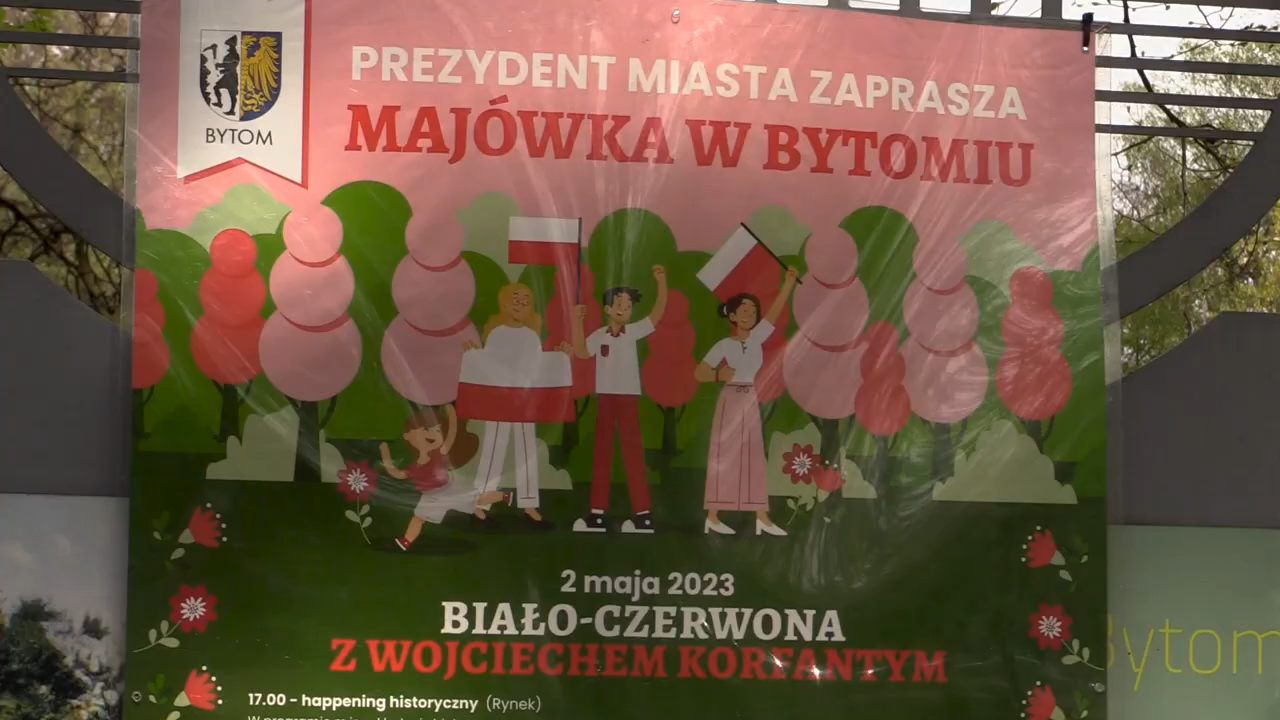 BYTOM
PREZYDENT MIASTA ZAPRASZA
MAJÓWKA W BYTOMIU
2 maja 2023
BIAŁO-CZERWONA
Z WOJCIECHEM KORFANTYM
17.00 - happening historyczny (Rynek)
Bytom